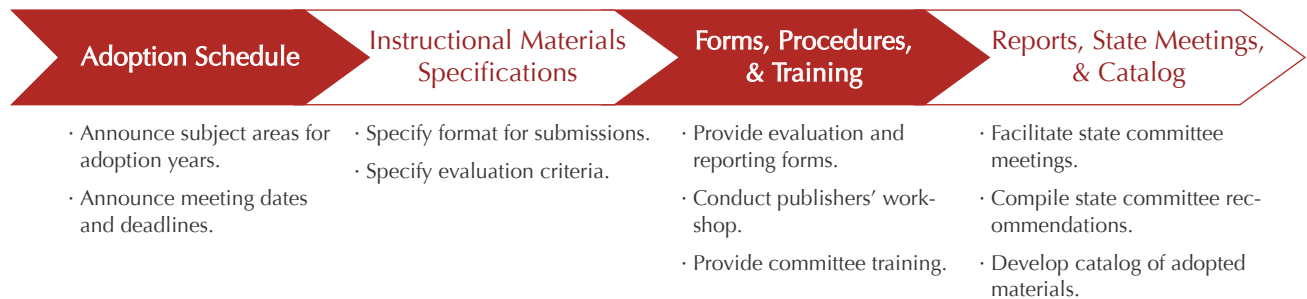 Adoption Schedule
Instructional Materials
Specifications
Forms, Procedures,
& Training
Reports, State Meetings,
& Catalog
· Announce subject areas for
adoption years.
· Announce meeting dates
and deadlines.
· Specify format for submissions.
· Specify evaluation criteria.
· Provide evaluation and
reporting forms.
· Conduct publishers’ work-
shop.
· Provide committee training.
· Facilitate state committee
meetings.
· Compile state committee rec-
ommendations.
· Develop catalog of adopted
materials.